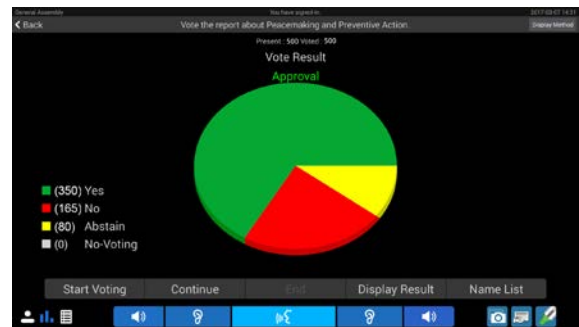 General Assembly You have signed in. 2017-03-07 14:31
Back Vote the report about Peacemaking and Preventive Action. Display Method
Present : 500 Voted : 500
Vote Result
Approval
(350) Yes
(165) No
(80) Abstain
(0) No-Voting
Start Voting Continue End Display Result Name List